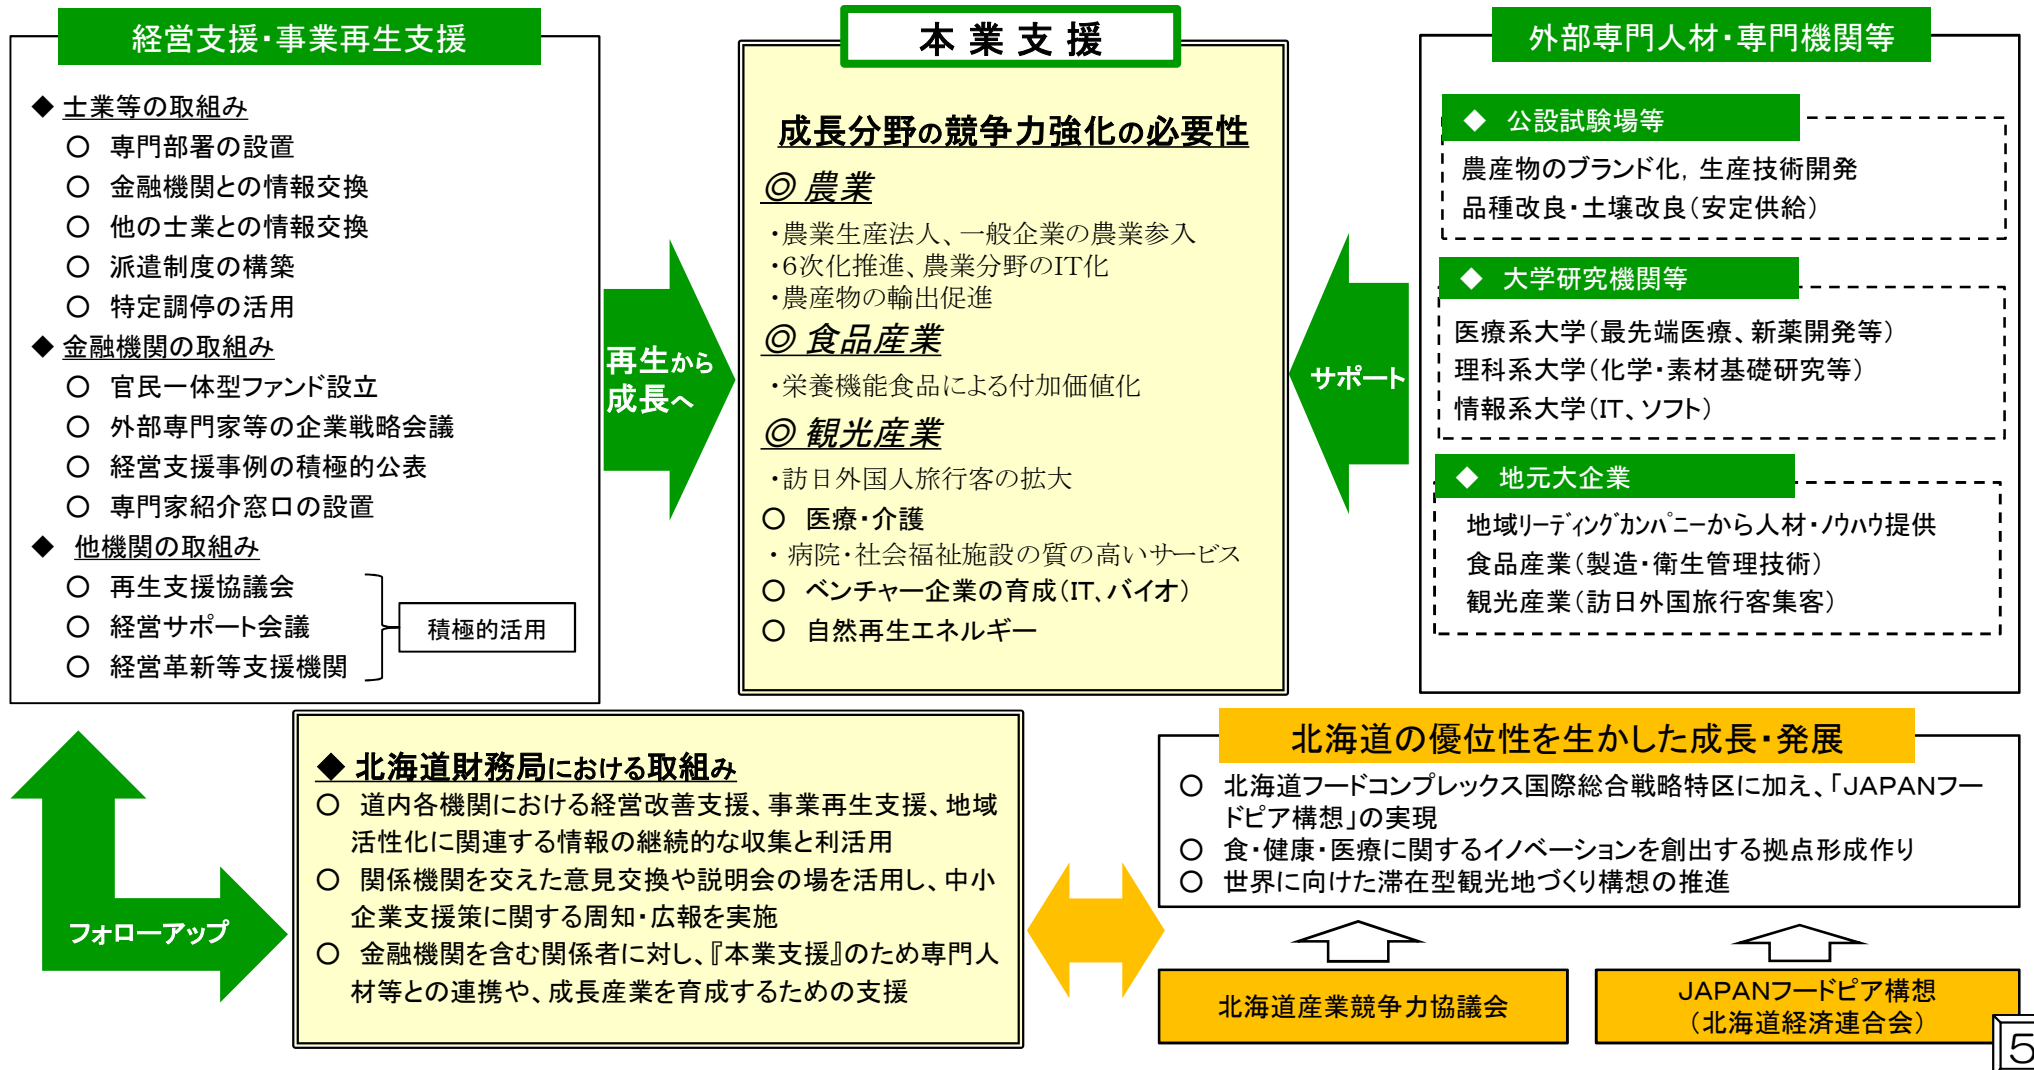 経営支援・事業再生支援
◆ 士業等の取組み
○ 専門部署の設置
○ 金融機関との情報交換
○ 他の士業との情報交換
○ 派遣制度の構築
○ 特定調停の活用
◆ 金融機関の取組み
○ 官民一体型ファンド設立
○ 外部専門家等の企業戦略会議
○ 経営支援事例の積極的公表
○ 専門家紹介窓口の設置
◆ 他機関の取組み
○ 再生支援協議会
○ 経営サポート会議
○ 経営革新等支援機関
積極的活用
再生から
成長へ
本業支援
成長分野の競争力強化の必要性
◎ 農業
・農業生産法人、一般企業の農業参入
・6次化推進、農業分野のIT化
・農産物の輸出促進
◎ 食品産業
・栄養機能食品による付加価値化
◎ 観光産業
・訪日外国人旅行客の拡大
○ 医療・介護
・病院・社会福祉施設の質の高いサービス
○ ベンチャー企業の育成(IT、バイオ)
○ 自然再生エネルギー
サポート
外部専門人材・専門機関等
◆ 公設試験場等
農産物のブランド化, 生産技術開発
品種改良・土壌改良(安定供給)
◆ 大学研究機関等
医療系大学(最先端医療、新薬開発等)
理科系大学(化学・素材基礎研究等)
情報系大学(IT、ソフト)
◆ 地元大企業
地域ﾘｰﾃﾞｨﾝｸﾞｶﾝﾊﾟﾆｰから人材・ﾉｳﾊｳ提供
食品産業(製造・衛生管理技術)
観光産業(訪日外国旅行客集客)
フォローアップ
◆ 北海道財務局における取組み
○ 道内各機関における経営改善支援、事業再生支援、地域
活性化に関連する情報の継続的な収集と利活用
○ 関係機関を交えた意見交換や説明会の場を活用し、中小
企業支援策に関する周知・広報を実施
○ 金融機関を含む関係者に対し、『本業支援』のため専門人
材等との連携や、成長産業を育成するための支援
北海道の優位性を生かした成長・発展
○ 北海道フードコンプレックス国際総合戦略特区に加え、「JAPANフー
ドピア構想」の実現
○ 食・健康・医療に関するイノベーションを創出する拠点形成作り
○ 世界に向けた滞在型観光地づくり構想の推進
北海道産業競争力協議会
JAPANフードピア構想
(北海道経済連合会)
5